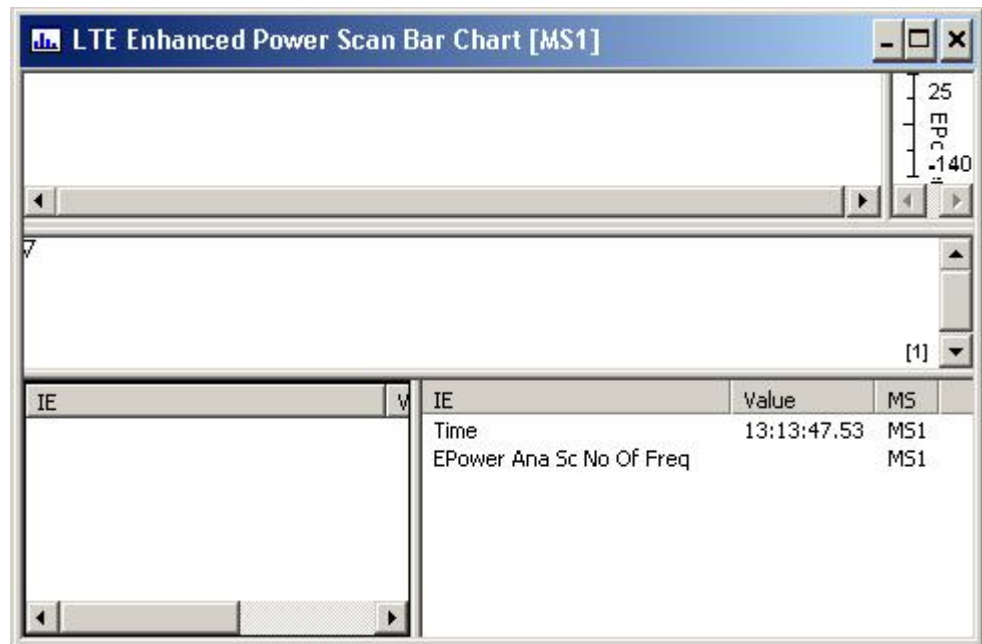 LTE Enhanced Power Scan Bar Chart [MS1]
25
-140
[1]
IE
IE Value MS
Time 13:13:47.53 MS1
EPower Ana Sc No Of Freq MS1